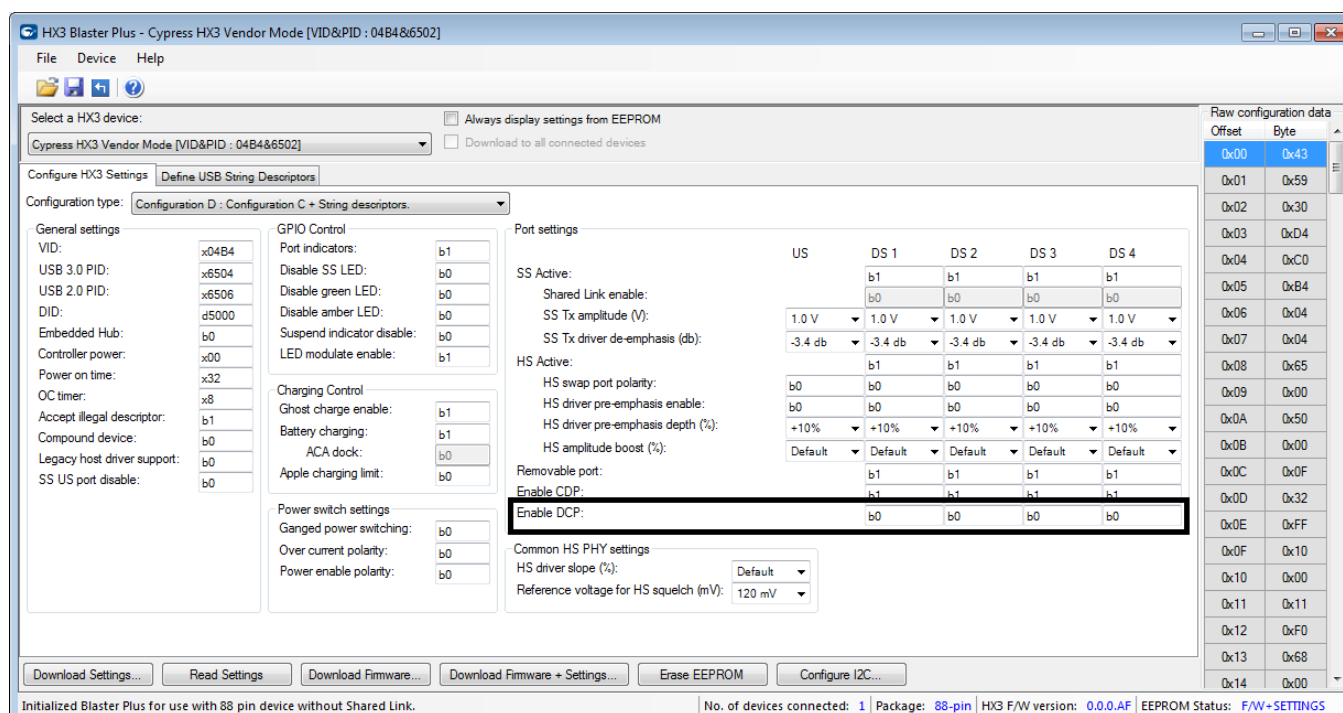 HX3 Blaster Plus - Cypress HX3 Vendor Mode [VID&PID : 04B4&6502]
File Device Help
Select a HX3 device:
Always display settings from EEPROM
Cypress HX3 Vendor Mode [VID&PID : 04B4&6502]
Download to all connected devices
Configure HX3 Settings Define USB String Descriptors
Configuration type: Configuration D : Configuration C + String descriptors.
General settings
VID: x04B4
USB 3.0 PID: x6504
USB 2.0 PID: x6506
DID: d5000
Embedded Hub: b0
Controller power: x00
Power on time: x32
OC timer: x8
Accept illegal descriptor: b1
Compound device: b0
Legacy host driver support: b0
SS US port disable: b0
GPIO Control
Port indicators: b1
Disable SS LED: b0
Disable green LED: b0
Disable amber LED: b0
Suspend indicator disable: b0
LED modulate enable: b1
Charging Control
Ghost charge enable: b1
Battery charging: b1
ACA dock: b0
Apple charging limit: b0
Power switch settings
Ganged power switching: b0
Over current polarity: b0
Power enable polarity: b0
Port settings
US DS 1 DS 2 DS 3 DS 4
SS Active: b1 b1 b1 b1
Shared Link enable: b0 b0 b0 b0
SS Tx amplitude (V): 1.0 V 1.0 V 1.0 V 1.0 V 1.0 V
SS Tx driver de-emphasis (db): -3.4 db -3.4 db -3.4 db -3.4 db -3.4 db
HS Active: b1 b1 b1 b1
HS swap port polarity: b0 b0 b0 b0 b0
HS driver pre-emphasis enable: b0 b0 b0 b0 b0
HS driver pre-emphasis depth (%): +10% +10% +10% +10% +10%
HS amplitude boost (%): Default Default Default Default Default
Removable port: b1 b1 b1 b1
Enable CDP: b1 b1 b1 b1
Enable DCP: b0 b0 b0 b0
Common HS PHY settings
HS driver slope (%): Default
Reference voltage for HS squelch (mV): 120 mV
Raw configuration data
Offset Byte
0x00 0x43
0x01 0x59
0x02 0x30
0x03 0xD4
0x04 0xC0
0x05 0xB4
0x06 0x04
0x07 0x04
0x08 0x65
0x09 0x00
0x0A 0x50
0x0B 0x00
0x0C 0x0F
0x0D 0x32
0x0E 0xFF
0x0F 0x10
0x10 0x00
0x11 0x11
0x12 0xF0
0x13 0x68
0x14 0x00
Download Settings... Read Settings Download Firmware... Download Firmware + Settings... Erase EEPROM Configure I2C...
Initialized Blaster Plus for use with 88 pin device without Shared Link. No. of devices connected: 1 Package: 88-pin HX3 F/W version: 0.0.0.AF EEPROM Status: F/W+SETTINGS